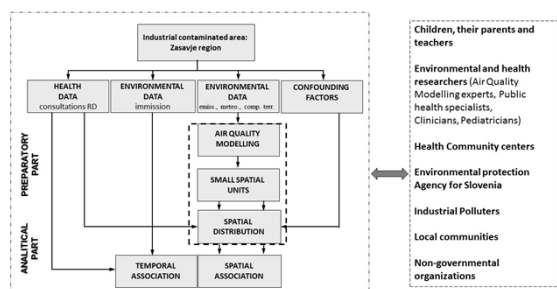 Industrial contaminated area:
Zasavje region
HEALTH
DATA
consultations RD
ENVIRONMENTAL
DATA
immission
ENVIRONMENTAL
DATA
emiss., meteo., comp. terr.
CONFOUNDING
FACTORS
AIR QUALITY
MODELLING
SMALL SPATIAL
UNITS
SPATIAL
DISTRIBUTION
TEMPORAL
ASSOCIATION
SPATIAL
ASSOCIATION
PREPARATORY
PART
ANALITICAL
PART
Children, their parents and
teachers
Environmental and health
researchers (Air Quality
Modelling experts, Public
health specialists,
Clinicians, Pediatricians)
Health Community centers
Environmental protection
Agency for Slovenia
Industrial Polluters
Local communities
Non-governmental
organizations